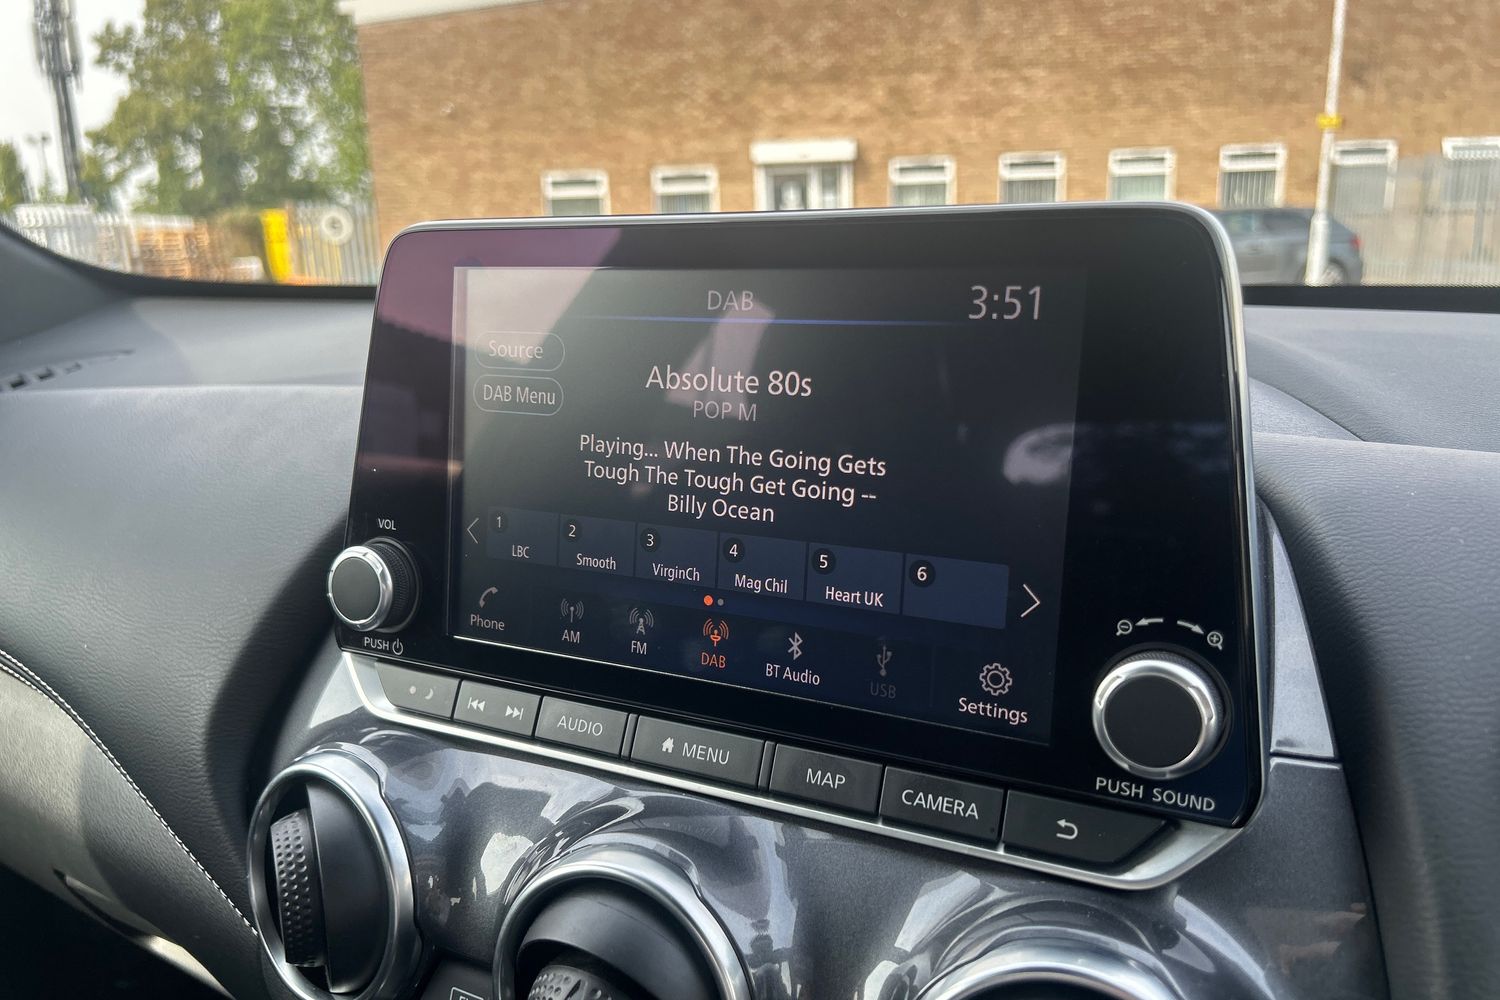 DAB
3:51
Source
DAB Menu
Absolute 80s
POP M
Playing... When The Going Gets
Tough The Tough Get Going --
Billy Ocean
1 LBC
2 Smooth
3 VirginCh
4 Mag Chil
5 Heart UK
6
Phone
AM
FM
DAB
BT Audio
USB
Settings
VOL
PUSH
AUDIO
MENU
MAP
CAMERA
PUSH SOUND